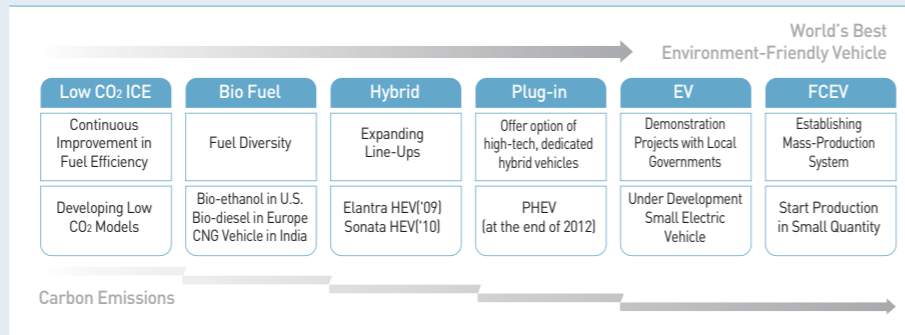 World's Best
Environment-Friendly Vehicle
Low CO₂ ICE
Bio Fuel
Hybrid
Plug-in
EV
FCEV
Continuous
Improvement in
Fuel Efficiency
Fuel Diversity
Expanding
Line-Ups
Offer option of
high-tech, dedicated
hybrid vehicles
Demonstration
Projects with Local
Governments
Establishing
Mass-Production
System
Developing Low
CO₂ Models
Bio-ethanol in U.S.
Bio-diesel in Europe
CNG Vehicle in India
Elantra HEV('09)
Sonata HEV('10)
PHEV
(at the end of 2012)
Under Development
Small Electric
Vehicle
Start Production
in Small Quantity
Carbon Emissions